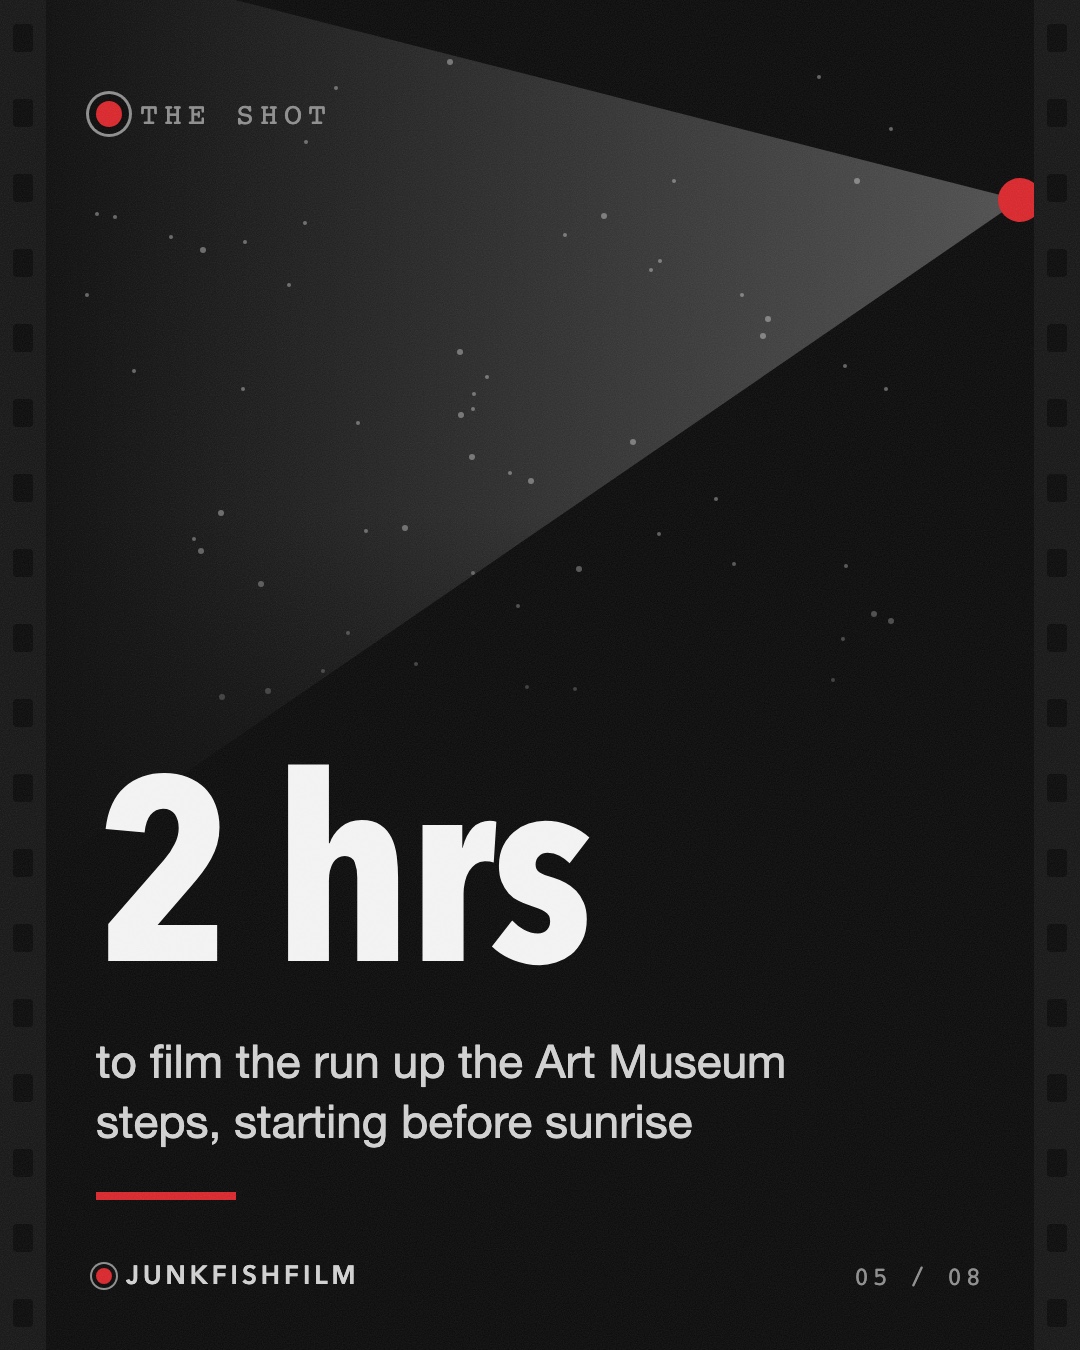 THE SHOT
2 hrs
to film the run up the Art Museum
steps, starting before sunrise
JUNKFISHFILM
05 / 08